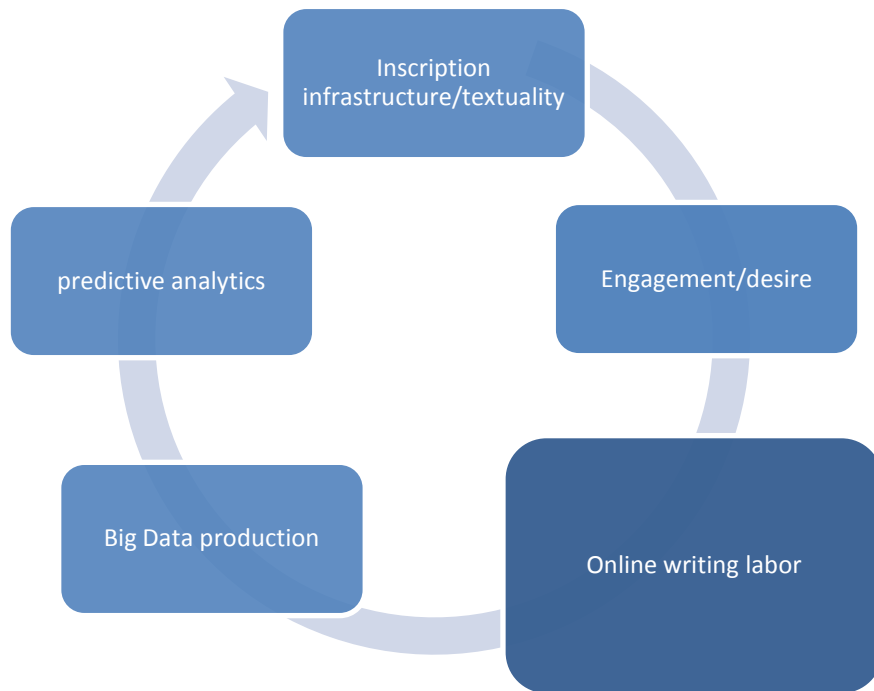 Inscription
infrastructure/textuality
Engagement/desire
Online writing labor
Big Data production
predictive analytics